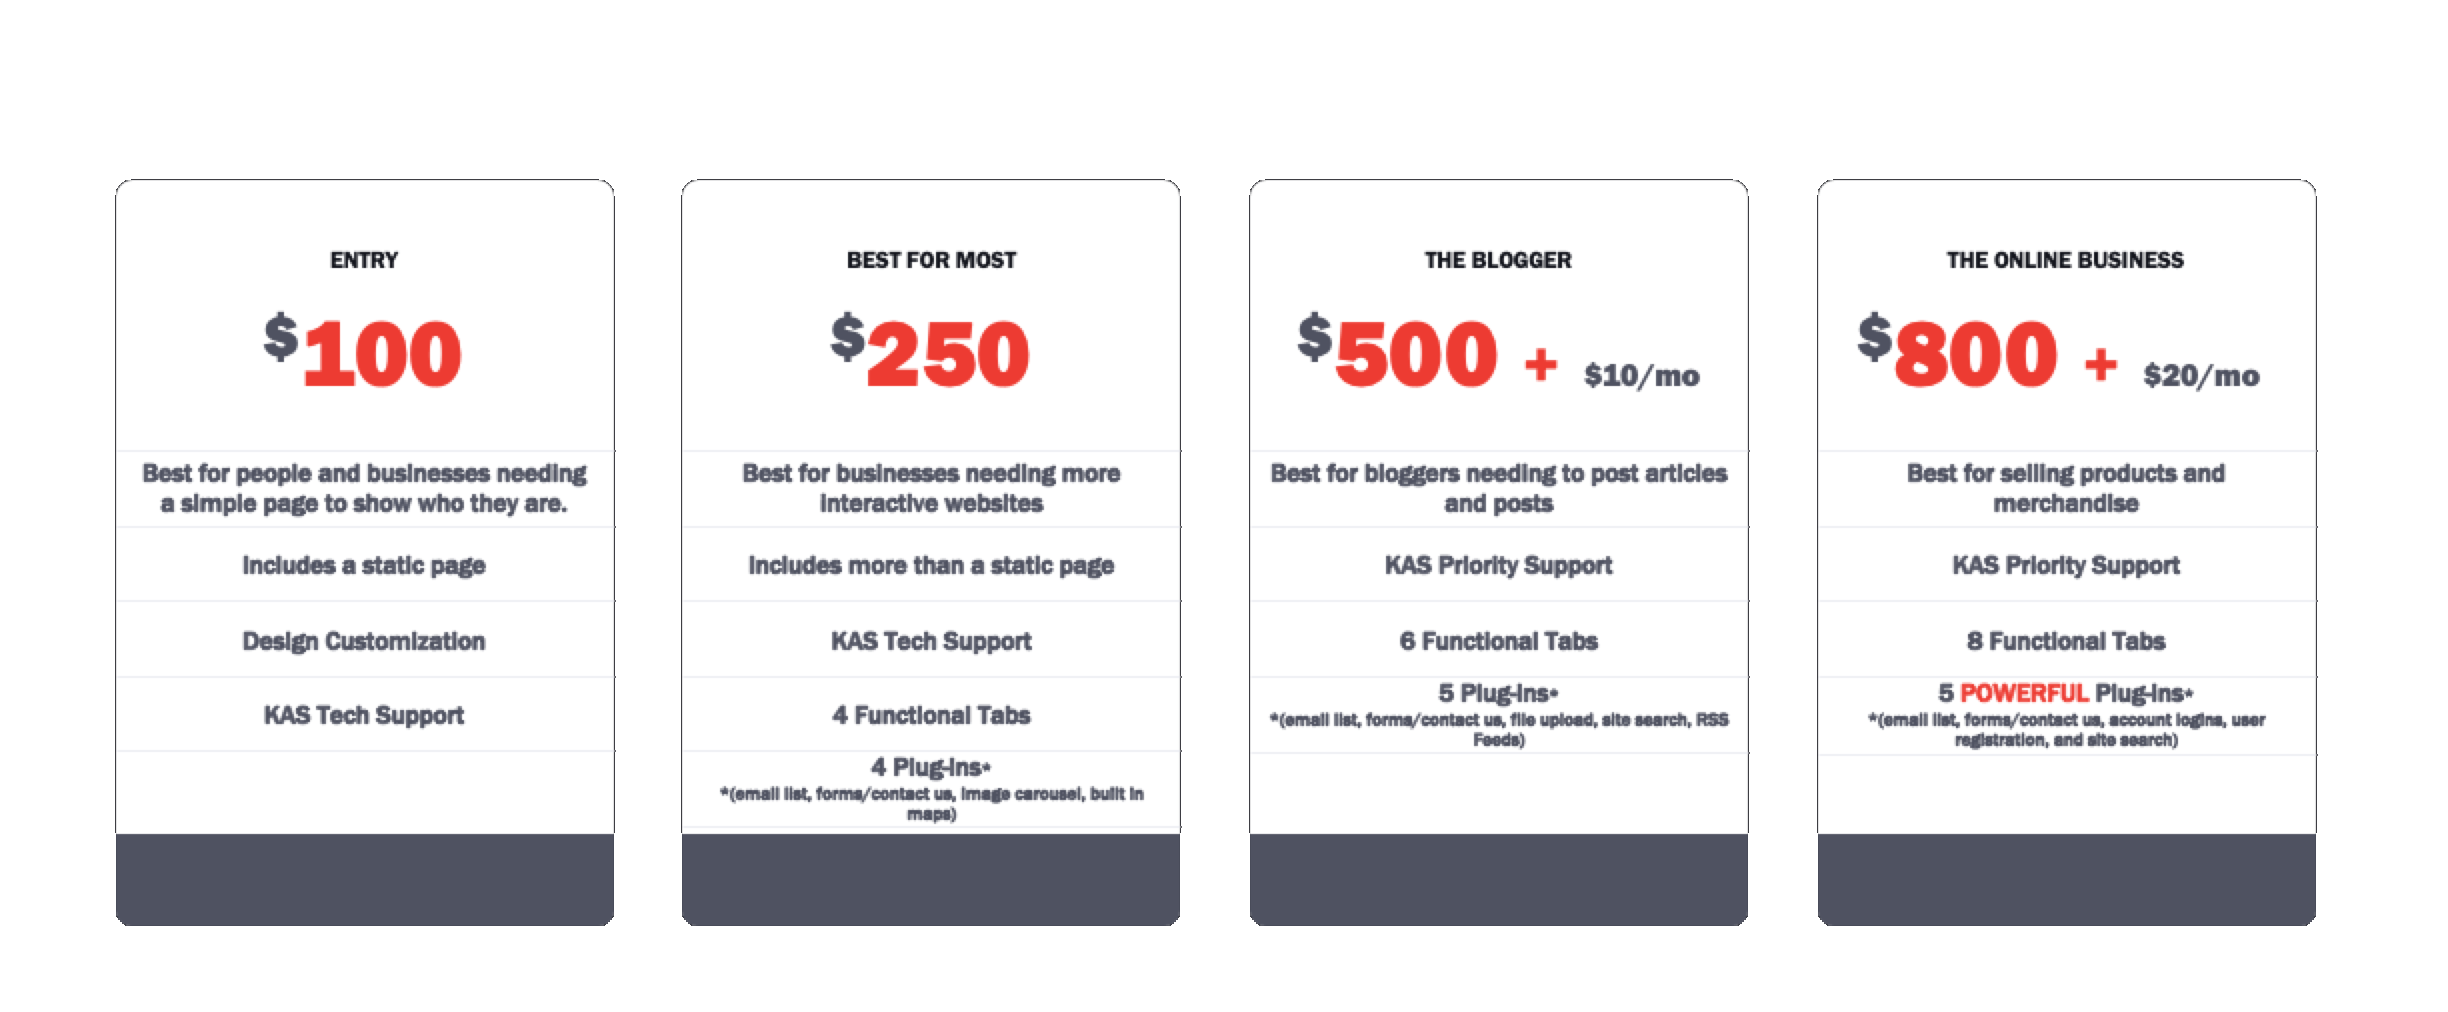 ENTRY
$100
Best for people and businesses needing
a simple page to show who they are.
Includes a static page
Design Customization
KAS Tech Support
BEST FOR MOST
$250
Best for businesses needing more
interactive websites
Includes more than a static page
KAS Tech Support
4 Functional Tabs
4 Plug-ins*
*(email list, forms/contact us, image carousel, built in
maps)
THE BLOGGER
$500 + $10/mo
Best for bloggers needing to post articles
and posts
KAS Priority Support
6 Functional Tabs
5 Plug-ins*
*(email list, forms/contact us, file upload, site search, RSS
Feeds)
THE ONLINE BUSINESS
$800 + $20/mo
Best for selling products and
merchandise
KAS Priority Support
8 Functional Tabs
5 POWERFUL Plug-ins*
*(email list, forms/contact us, account logins, user
registration, and site search)